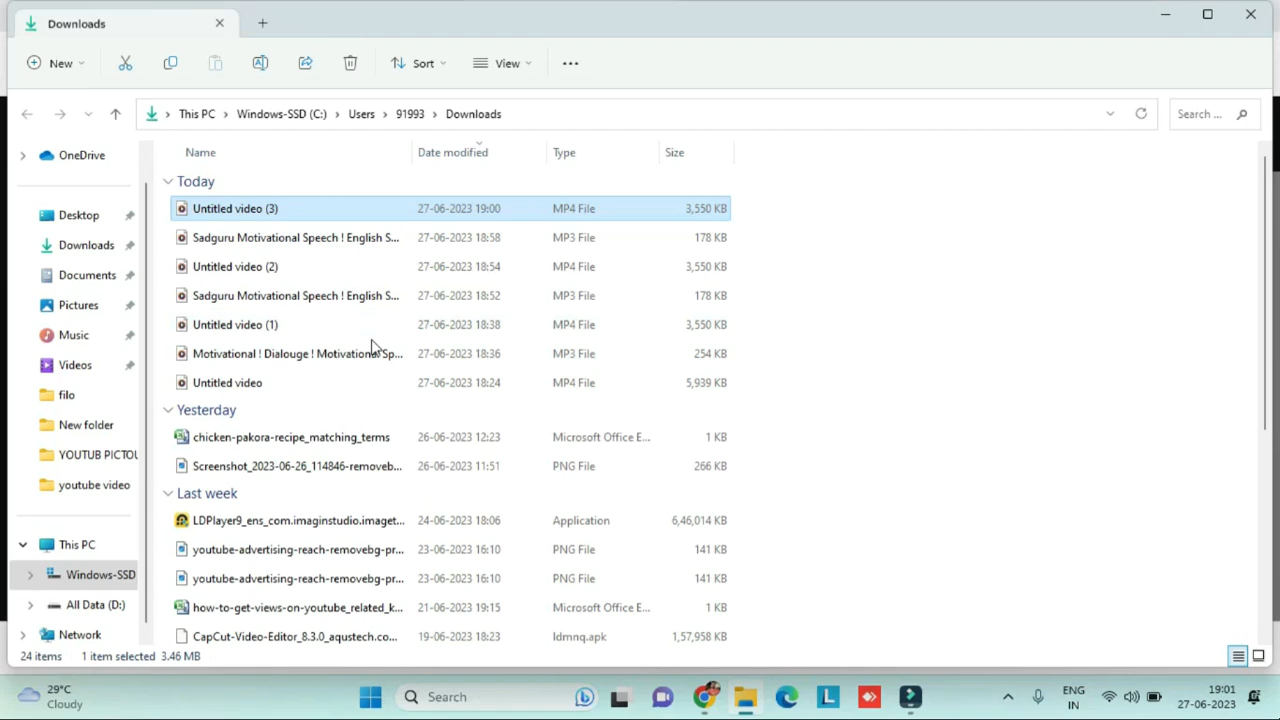 Downloads
New
Sort
View
This PC > Windows-SSD (C:) > Users > 91993 > Downloads
Search ...
Name Date modified Type Size
OneDrive
Desktop
Downloads
Documents
Pictures
Music
Videos
filo
New folder
YOUTUB PICTOU
youtube video
This PC
Windows-SSD
All Data (D:)
Network
Today
Untitled video (3) 27-06-2023 19:00 MP4 File 3,550 KB
Sadguru Motivational Speech ! English S... 27-06-2023 18:58 MP3 File 178 KB
Untitled video (2) 27-06-2023 18:54 MP4 File 3,550 KB
Sadguru Motivational Speech ! English S... 27-06-2023 18:52 MP3 File 178 KB
Untitled video (1) 27-06-2023 18:38 MP4 File 3,550 KB
Motivational ! Dialouge ! Motivational Sp... 27-06-2023 18:36 MP3 File 254 KB
Untitled video 27-06-2023 18:24 MP4 File 5,939 KB
Yesterday
chicken-pakora-recipe_matching_terms 26-06-2023 12:23 Microsoft Office E... 1 KB
Screenshot_2023-06-26_114846-removeb... 26-06-2023 11:51 PNG File 266 KB
Last week
LDPlayer9_ens_com.imaginstudio.imaget... 24-06-2023 18:06 Application 6,46,014 KB
youtube-advertising-reach-removebg-pr... 23-06-2023 16:10 PNG File 141 KB
youtube-advertising-reach-removebg-pr... 23-06-2023 16:10 PNG File 141 KB
how-to-get-views-on-youtube_related_k... 21-06-2023 19:15 Microsoft Office E... 1 KB
CapCut-Video-Editor_8.3.0_aqustech.co... 19-06-2023 18:23 ldmnq.apk 1,57,958 KB
24 items 1 item selected 3.46 MB
29°C
Cloudy
Search
ENG
IN
19:01
27-06-2023